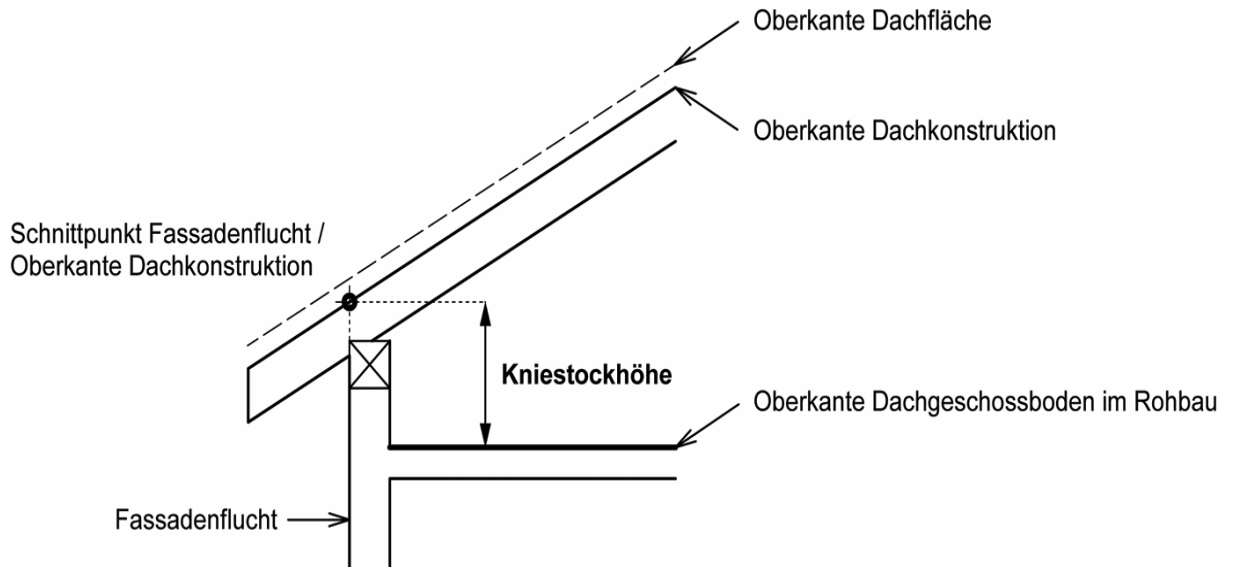 Oberkante Dachfläche
Oberkante Dachkonstruktion
Schnittpunkt Fassadenflucht /
Oberkante Dachkonstruktion
Kniestockhöhe
Oberkante Dachgeschossboden im Rohbau
Fassadenflucht